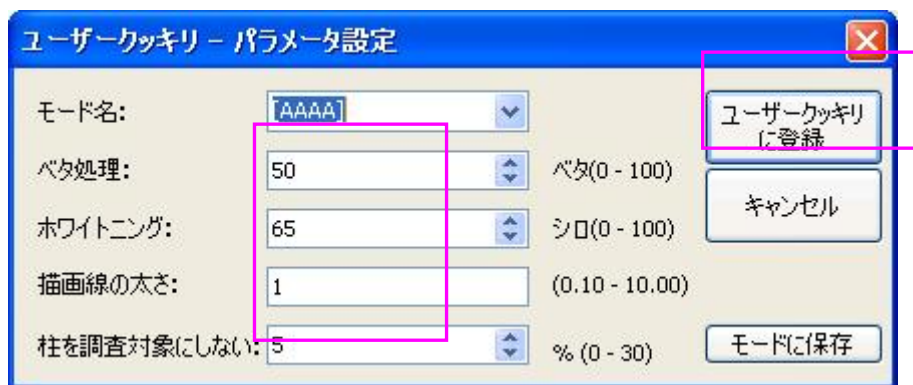 ユーザークッキリ - パラメータ設定
モード名: [AAAA]
ユーザークッキリ
に登録
ベタ処理: 50 ベタ(0 - 100)
キャンセル
ホワイトニング: 65 シロ(0 - 100)
描画線の太さ: 1 (0.10 - 10.00)
柱を調査対象にしない: 5 % (0 - 30) モードに保存